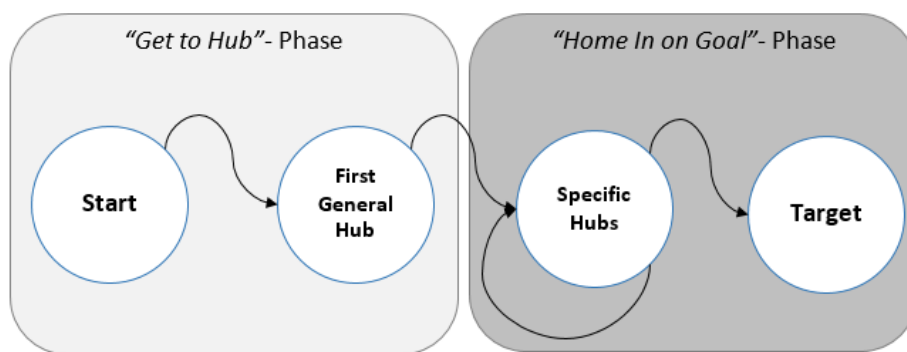 “Get to Hub”- Phase
“Home In on Goal”- Phase
Start
First
General
Hub
Specific
Hubs
Target